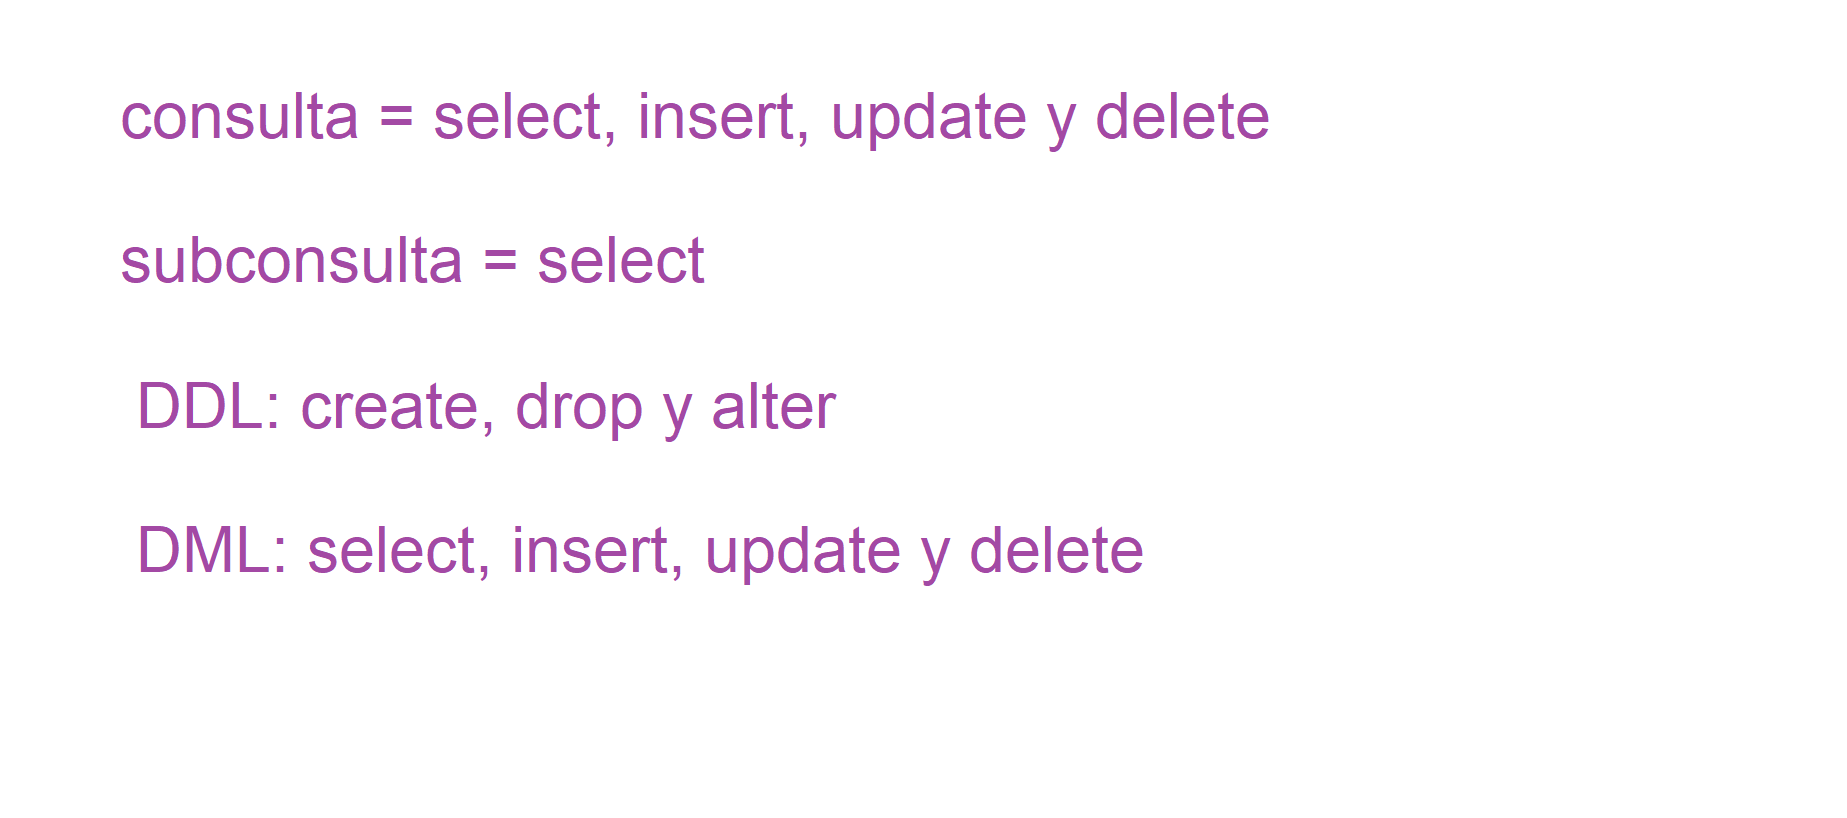 consulta = select, insert, update y delete
subconsulta = select
DDL: create, drop y alter
DML: select, insert, update y delete